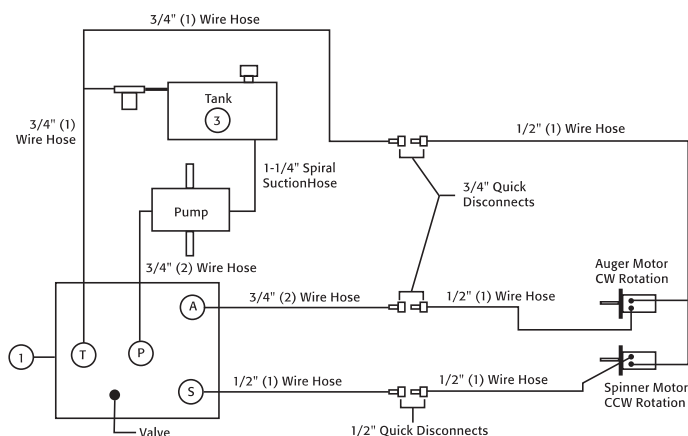 3/4" (1) Wire Hose
Tank
3
3/4" (1)
Wire Hose
1/2" (1) Wire Hose
1-1/4" Spiral
SuctionHose
3/4" Quick
Disconnects
Pump
3/4" (2) Wire Hose
Auger Motor
CW Rotation
A
3/4" (2) Wire Hose
1/2" (1) Wire Hose
1
T
P
S
1/2" (1) Wire Hose
1/2" (1) Wire Hose
Spinner Motor
CCW Rotation
Valve
1/2" Quick Disconnects